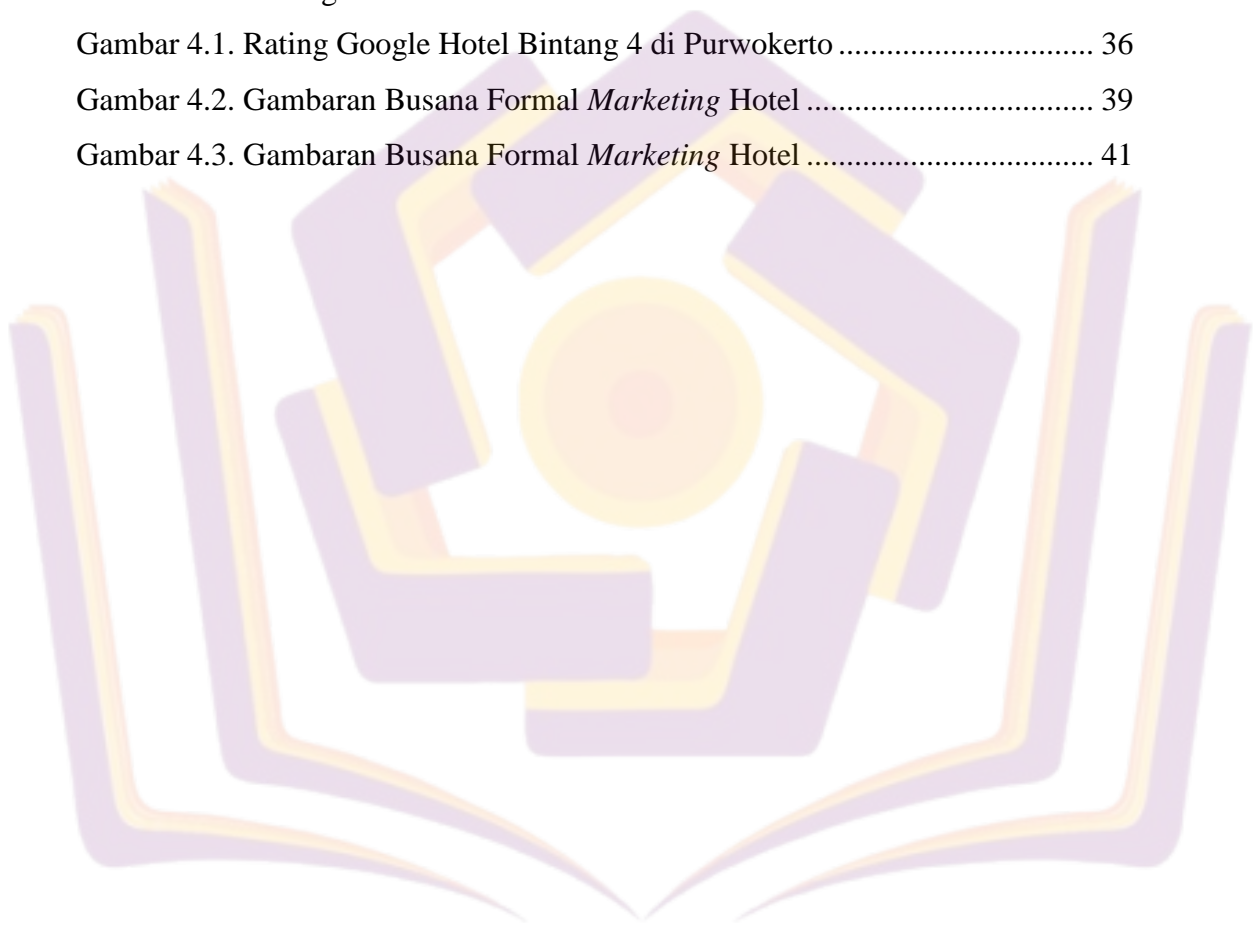 Gambar 4.1. Rating Google Hotel Bintang 4 di Purwokerto ............................... 36
Gambar 4.2. Gambaran Busana Formal Marketing Hotel ................................... 39
Gambar 4.3. Gambaran Busana Formal Marketing Hotel ................................... 41